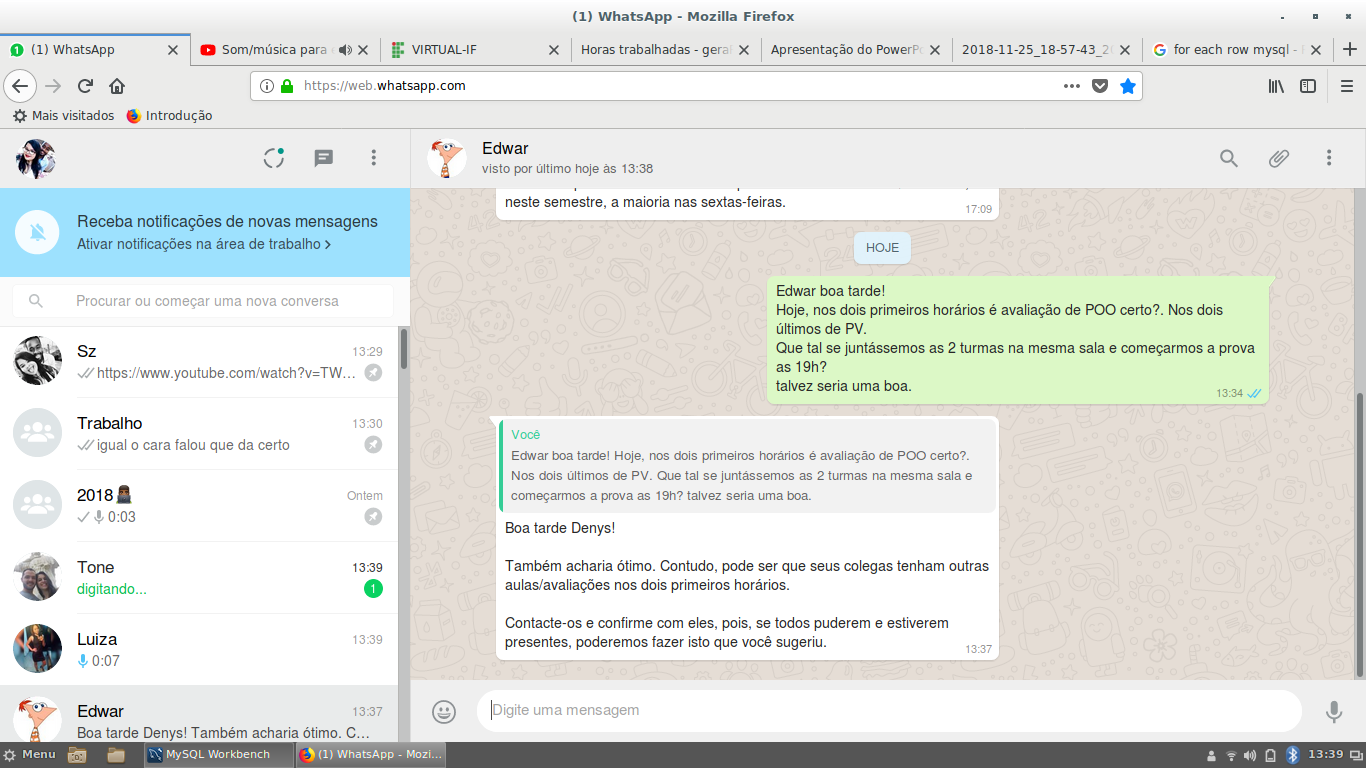 (1) WhatsApp - Mozilla Firefox
(1) WhatsApp
Som/música para
VIRTUAL-IF
Horas trabalhadas - gera
Apresentação do PowerP
2018-11-25_18-57-43_2
for each row mysql -
https://web.whatsapp.com
Mais visitados
Introdução
Edwar
visto por último hoje às 13:38
Receba notificações de novas mensagens
Ativar notificações na área de trabalho >
Procurar ou começar uma nova conversa
Sz
13:29
https://www.youtube.com/watch?v=TW...
Trabalho
13:30
igual o cara falou que da certo
2018
Ontem
0:03
Tone
13:39
digitando...
1
Luiza
13:39
0:07
Edwar
13:37
Boa tarde Denys! Também acharia ótimo. C...
neste semestre, a maioria nas sextas-feiras.
17:09
HOJE
Edwar boa tarde!
Hoje, nos dois primeiros horários é avaliação de POO certo?. Nos dois
últimos de PV.
Que tal se juntássemos as 2 turmas na mesma sala e começarmos a prova
as 19h?
talvez seria uma boa.
13:34
Você
Edwar boa tarde! Hoje, nos dois primeiros horários é avaliação de POO certo?.
Nos dois últimos de PV. Que tal se juntássemos as 2 turmas na mesma sala e
começarmos a prova as 19h? talvez seria uma boa.
Boa tarde Denys!
Também acharia ótimo. Contudo, pode ser que seus colegas tenham outras
aulas/avaliações nos dois primeiros horários.
Contacte-os e confirme com eles, pois, se todos puderem e estiverem
presentes, poderemos fazer isto que você sugeriu.
13:37
Digite uma mensagem
Menu
MySQL Workbench
(1) WhatsApp - Mozi...
13:39